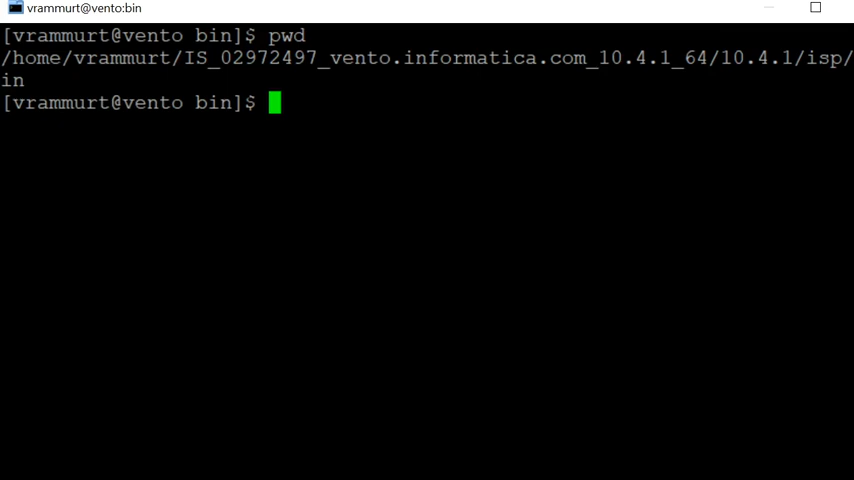 vrammurt@vento:bin
[vrammurt@vento bin]$ pwd
/home/vrammurt/IS_02972497_vento.informatica.com_10.4.1_64/10.4.1/isp/
in
[vrammurt@vento bin]$